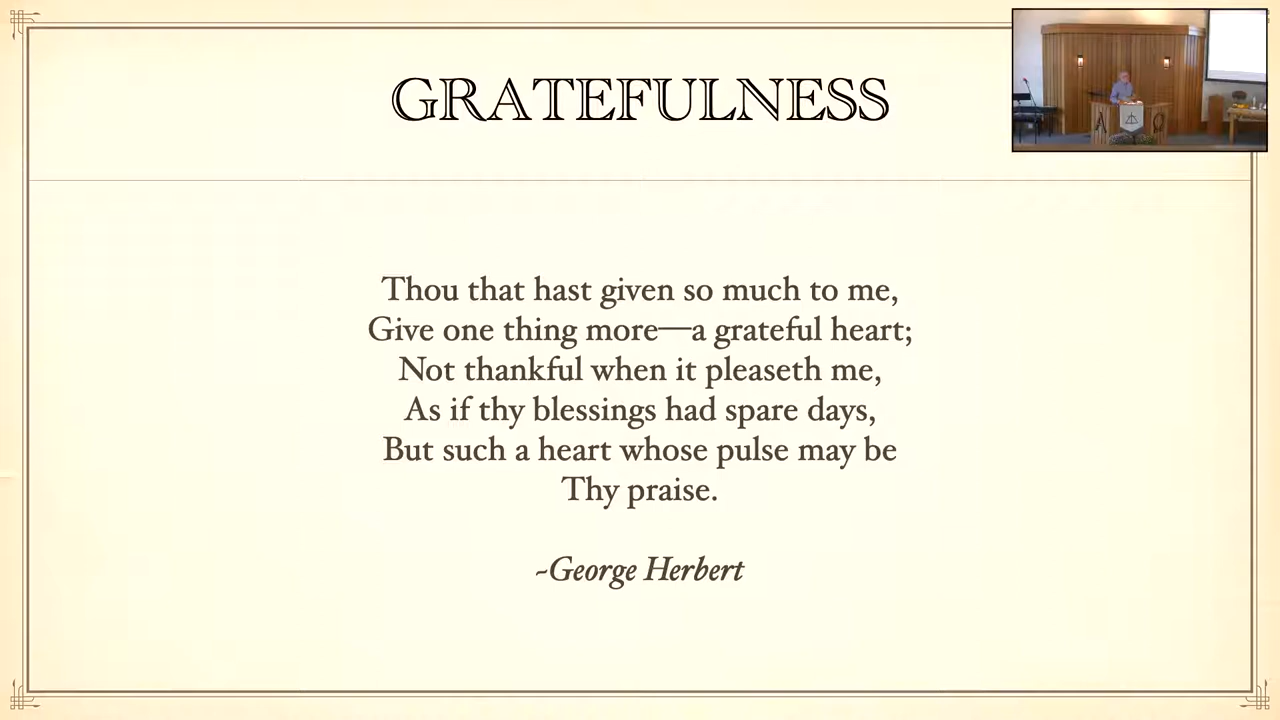 GRATEFULNESS
Thou that hast given so much to me,
Give one thing more—a grateful heart;
Not thankful when it pleaseth me,
As if thy blessings had spare days,
But such a heart whose pulse may be
Thy praise.
~George Herbert
Α Ω